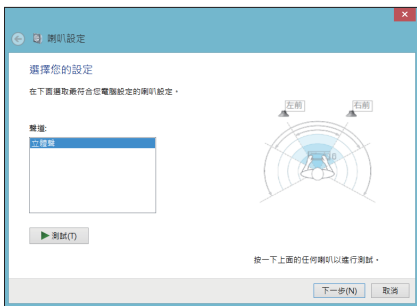 喇叭設定
選擇您的設定
在下面選取最符合您電腦設定的喇叭設定。
左前 右前
聲道:
立體聲
測試(T)
按一下上面的任何喇叭以進行測試。
下一步(N) 取消